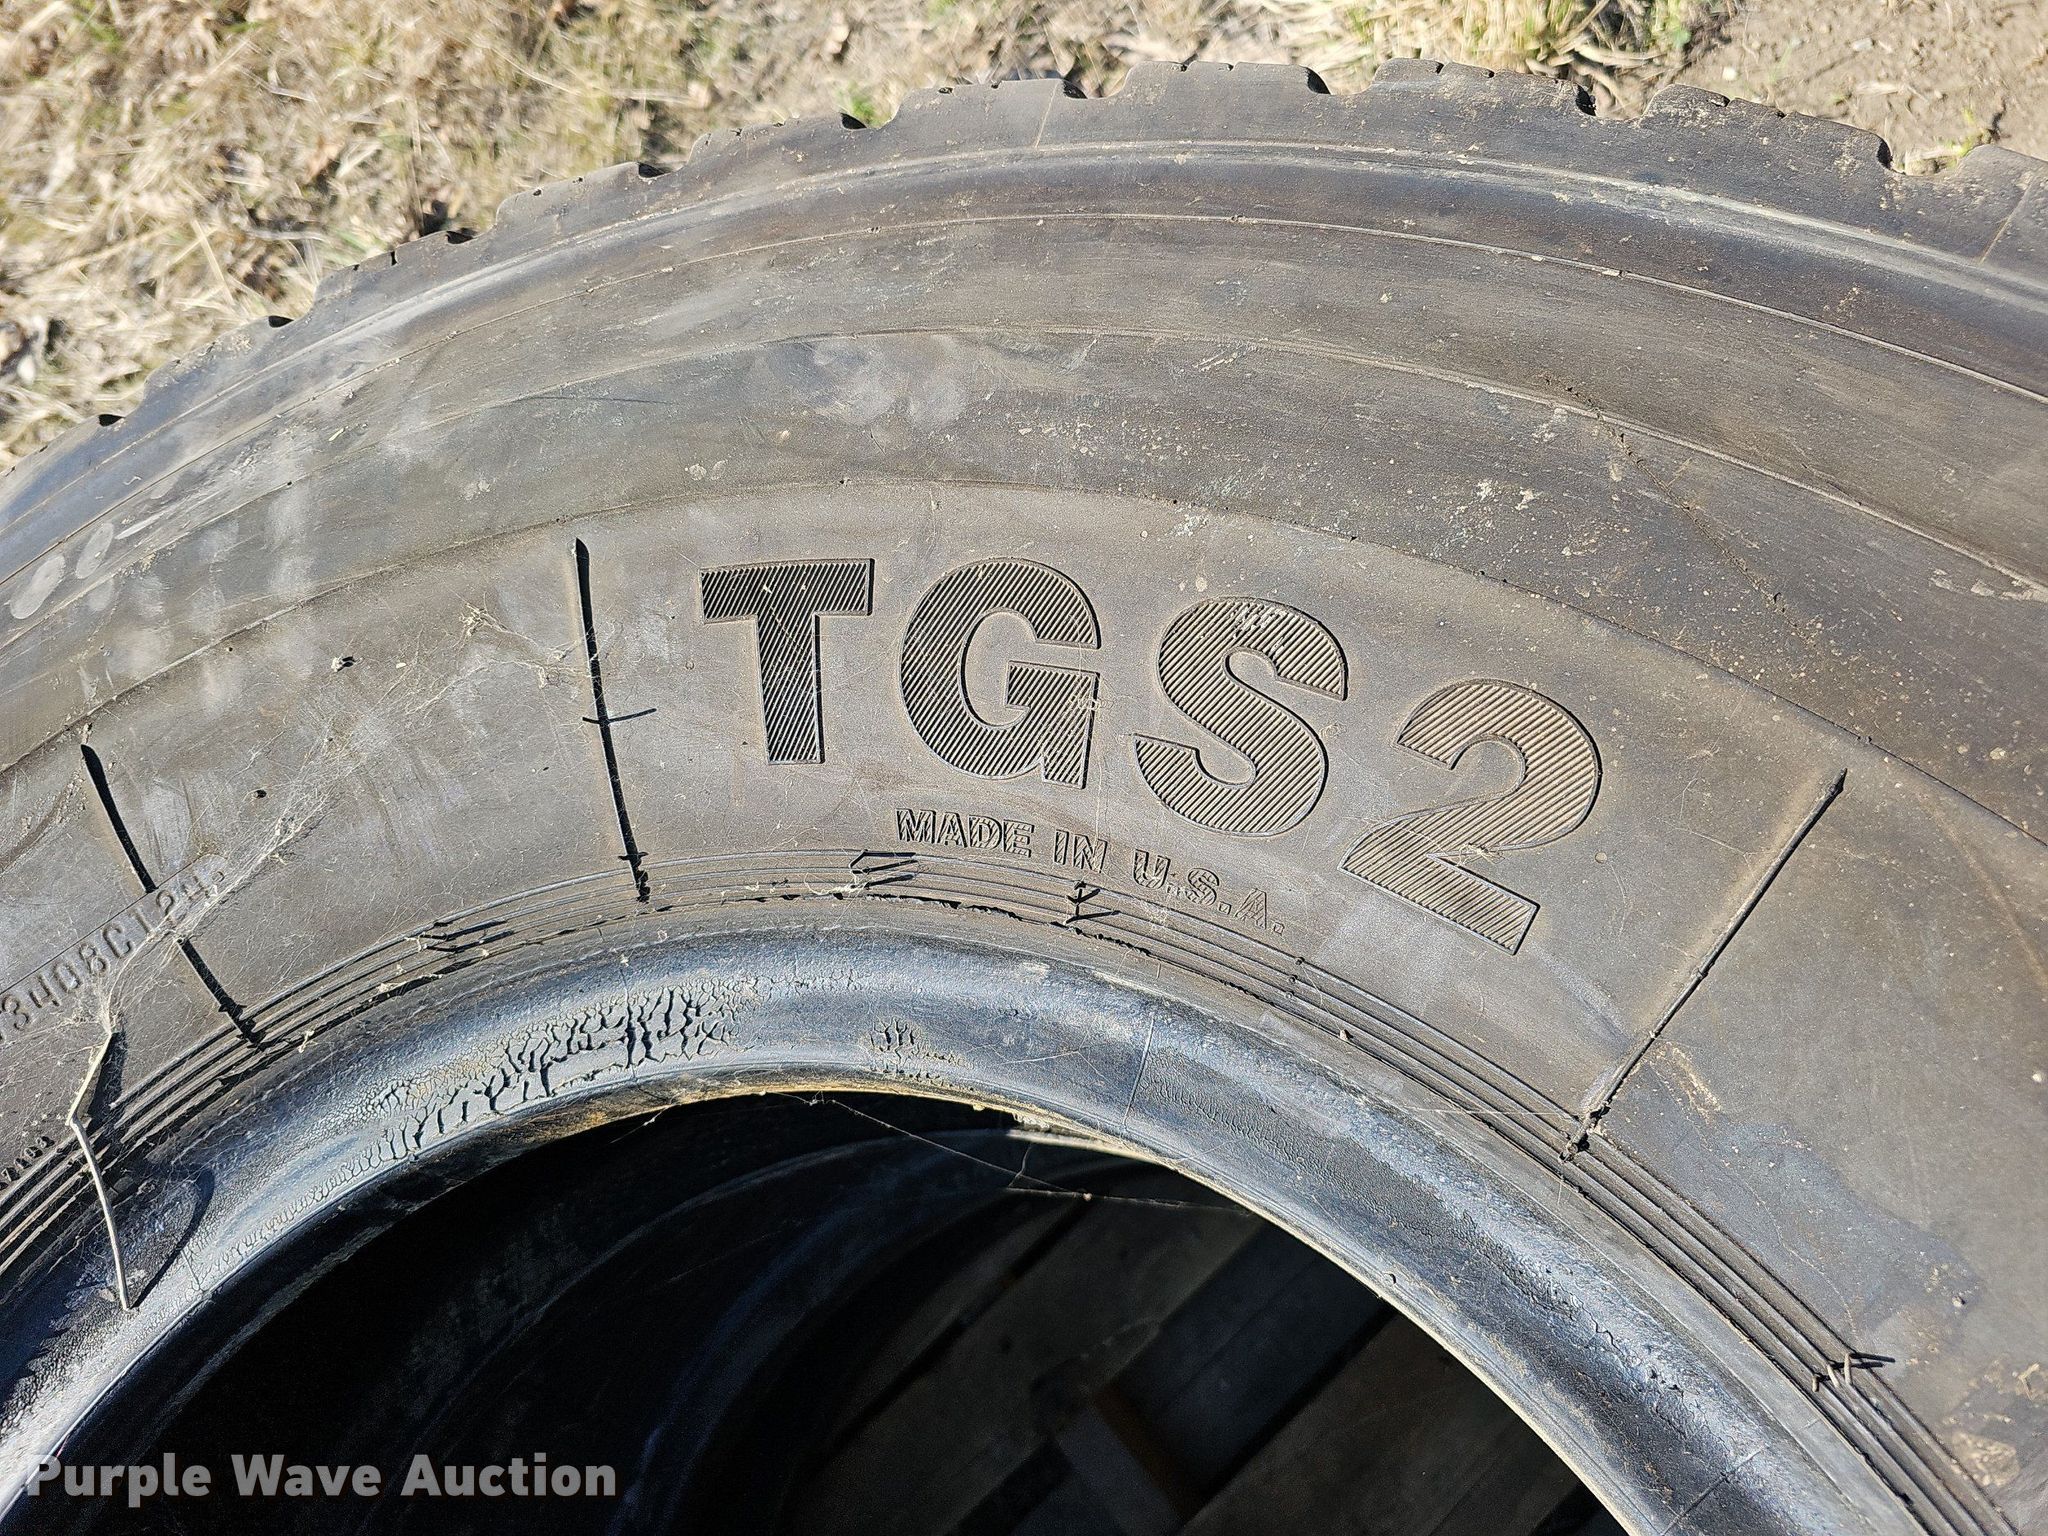 TGS2
MADE IN U.S.A.
Purple Wave Auction